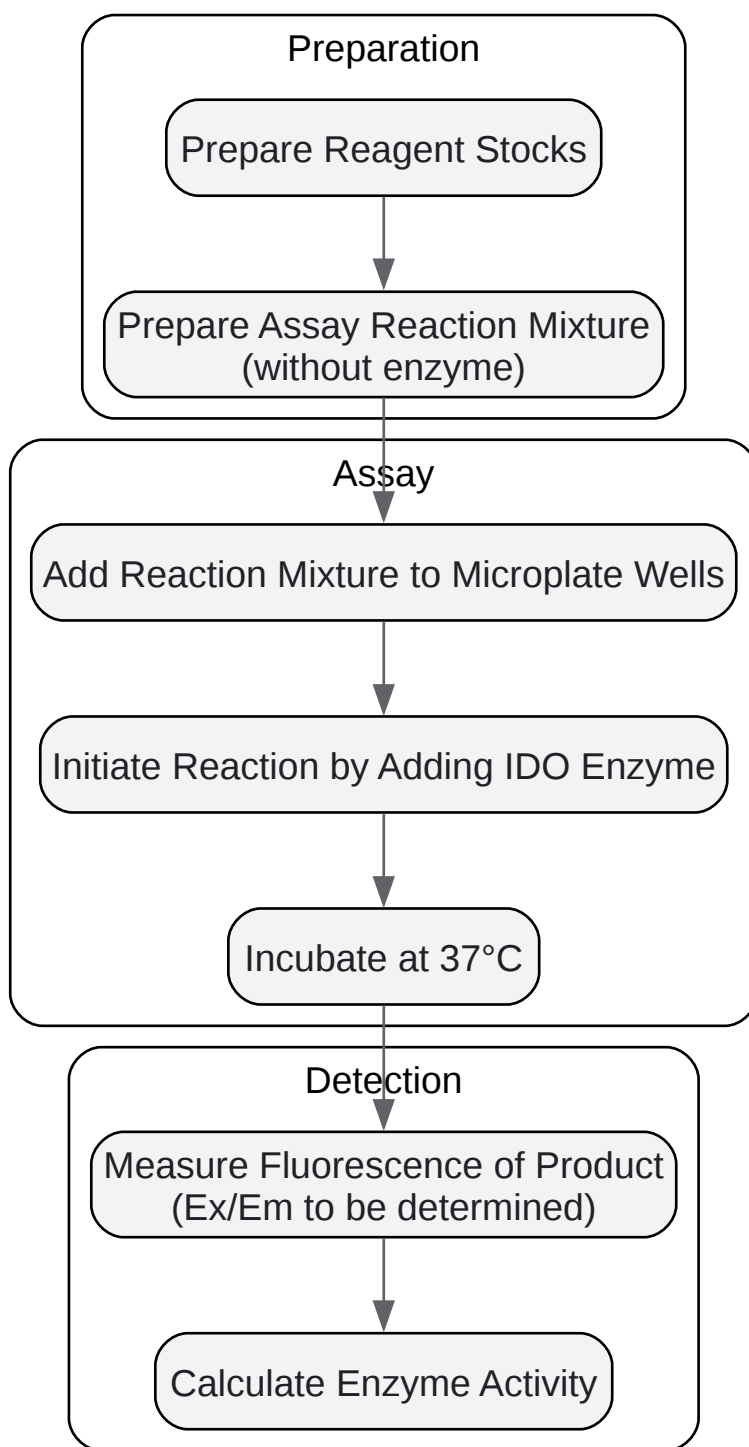 Preparation
Prepare Reagent Stocks
Prepare Assay Reaction Mixture
(without enzyme)
Assay
Add Reaction Mixture to Microplate Wells
Initiate Reaction by Adding IDO Enzyme
Incubate at 37°C
Detection
Measure Fluorescence of Product
(Ex/Em to be determined)
Calculate Enzyme Activity